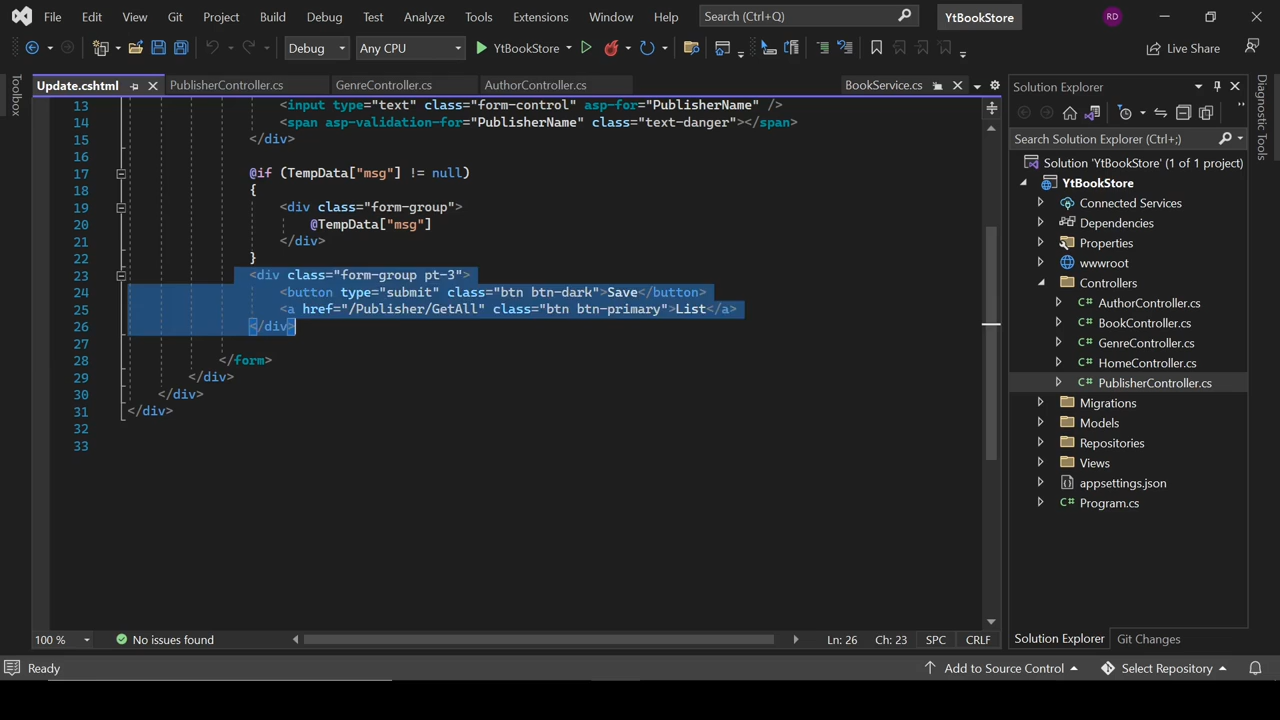 File Edit View Git Project Build Debug Test Analyze Tools Extensions Window Help Search (Ctrl+Q) YtBookStore RD
Debug Any CPU YtBookStore Live Share
Toolbox
Update.cshtml PublisherController.cs GenreController.cs AuthorController.cs BookService.cs
13 <input type="text" class="form-control" asp-for="PublisherName" />
14 <span asp-validation-for="PublisherName" class="text-danger"></span>
15 </div>
16
17 @if (TempData["msg"] != null)
18 {
19 <div class="form-group">
20 @TempData["msg"]
21 </div>
22 }
23 <div class="form-group pt-3">
24 <button type="submit" class="btn btn-dark">Save</button>
25 <a href="/Publisher/GetAll" class="btn btn-primary">List</a>
26 </div>
27
28 </form>
29 </div>
30 </div>
31 </div>
32
33
100 % No issues found Ln: 26 Ch: 23 SPC CRLF
Solution Explorer
Search Solution Explorer (Ctrl+;)
Solution 'YtBookStore' (1 of 1 project)
YtBookStore
Connected Services
Dependencies
Properties
wwwroot
Controllers
AuthorController.cs
BookController.cs
GenreController.cs
HomeController.cs
PublisherController.cs
Migrations
Models
Repositories
Views
appsettings.json
Program.cs
Solution Explorer Git Changes
Diagnostic Tools
Ready Add to Source Control Select Repository